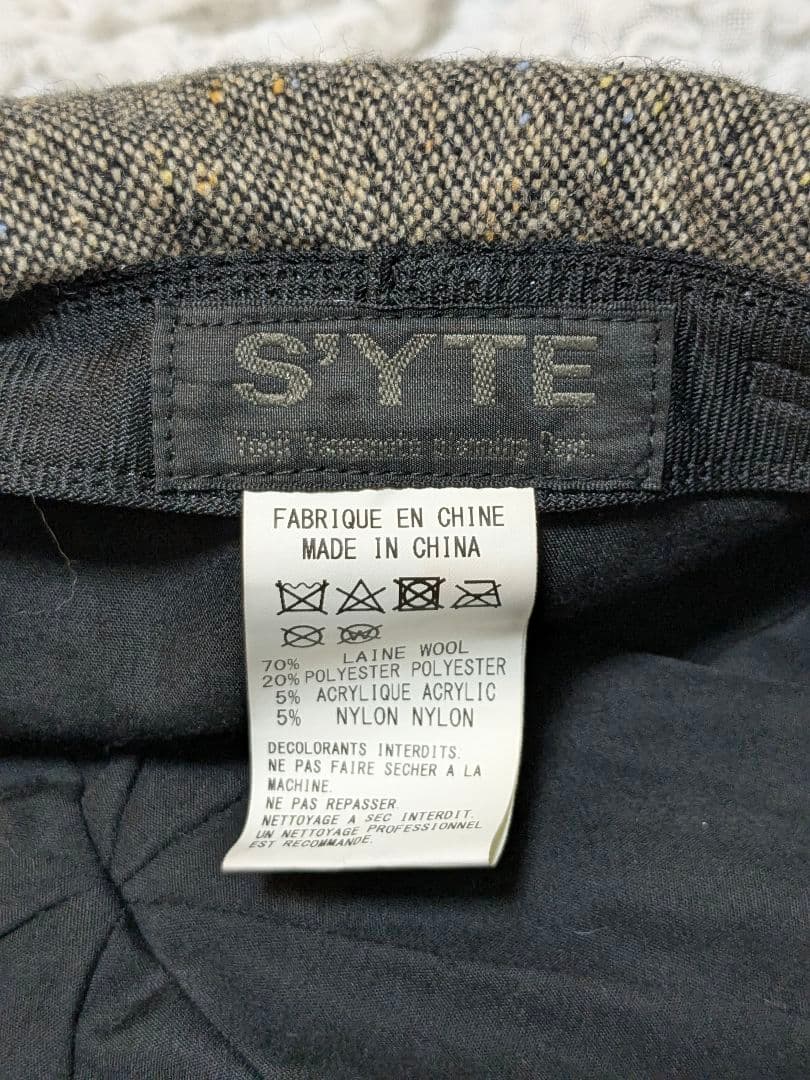 S'YTE
Yohji Yamamoto planning Dept.
FABRIQUE EN CHINE
MADE IN CHINA
70% LAINE WOOL
20% POLYESTER POLYESTER
5% ACRYLIQUE ACRYLIC
5% NYLON NYLON
DECOLORANTS INTERDITS.
NE PAS FAIRE SECHER A LA
MACHINE.
NE PAS REPASSER.
NETTOYAGE A SEC INTERDIT.
UN NETTOYAGE PROFESSIONNEL
EST RECOMMANDE.